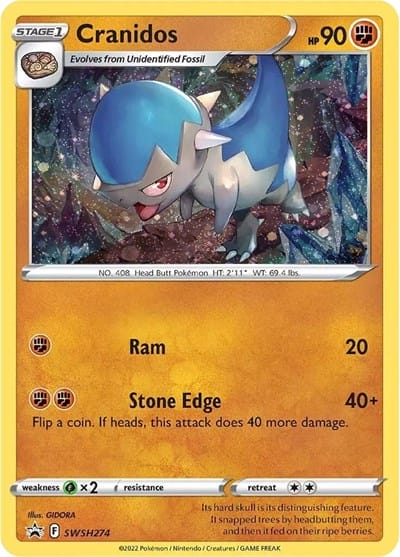 STAGE 1 Cranidos HP 90
Evolves from Unidentified Fossil
NO. 408. Head Butt Pokémon. HT: 2'11" WT: 69.4 lbs.
Ram 20
Stone Edge 40+
Flip a coin. If heads, this attack does 40 more damage.
weakness ×2 resistance retreat
Illus. GIDORA
Its hard skull is its distinguishing feature.
It snapped trees by headbutting them,
and then it fed on their ripe berries.
F SWSH274
©2022 Pokémon / Nintendo / Creatures / GAME FREAK